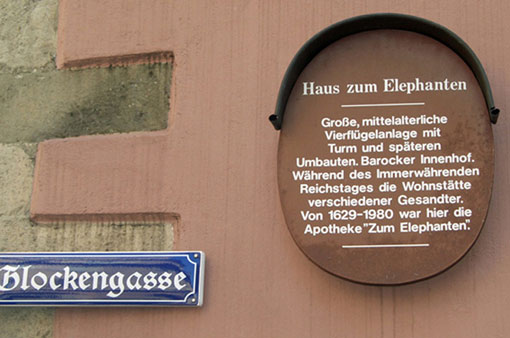 Haus zum Elephanten
Große, mittelalterliche
Vierflügelanlage mit
Turm und späteren
Umbauten. Barocker Innenhof.
Während des Immerwährenden
Reichstages die Wohnstätte
verschiedener Gesandter.
Von 1629-1980 war hier die
Apotheke "Zum Elephanten".
Glockengasse